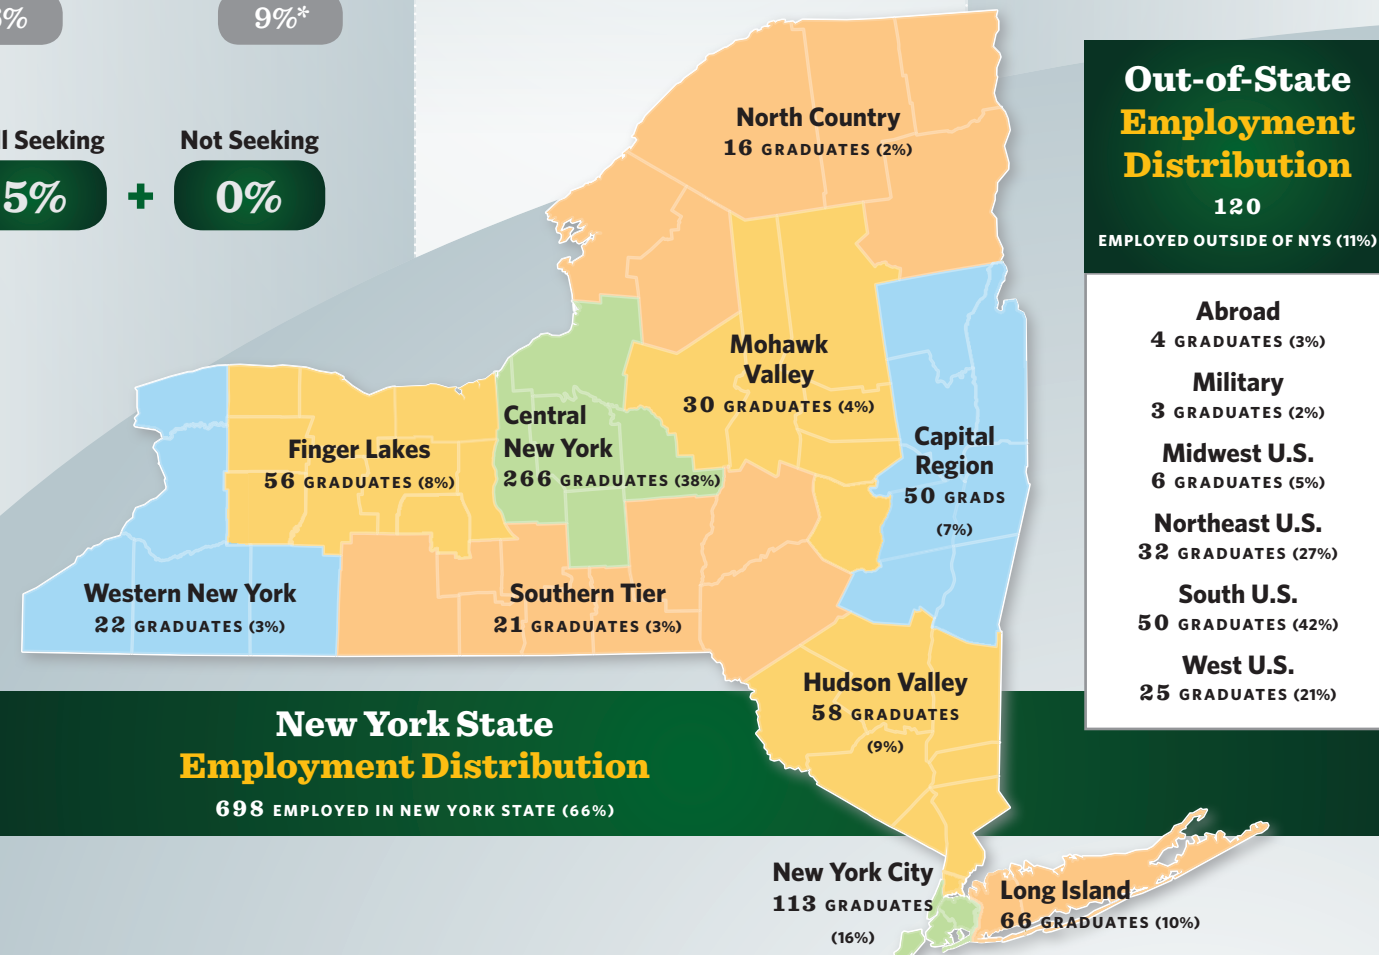 9%*
ll Seeking
5%
+
Not Seeking
0%
North Country
16 GRADUATES (2%)
Mohawk
Valley
30 GRADUATES (4%)
Central
New York
266 GRADUATES (38%)
Finger Lakes
56 GRADUATES (8%)
Capital
Region
50 GRADS
(7%)
Western New York
22 GRADUATES (3%)
Southern Tier
21 GRADUATES (3%)
Hudson Valley
58 GRADUATES
(9%)
New York State
Employment Distribution
698 EMPLOYED IN NEW YORK STATE (66%)
New York City
113 GRADUATES
(16%)
Long Island
66 GRADUATES (10%)
Out-of-State
Employment
Distribution
120
EMPLOYED OUTSIDE OF NYS (11%)
Abroad
4 GRADUATES (3%)
Military
3 GRADUATES (2%)
Midwest U.S.
6 GRADUATES (5%)
Northeast U.S.
32 GRADUATES (27%)
South U.S.
50 GRADUATES (42%)
West U.S.
25 GRADUATES (21%)